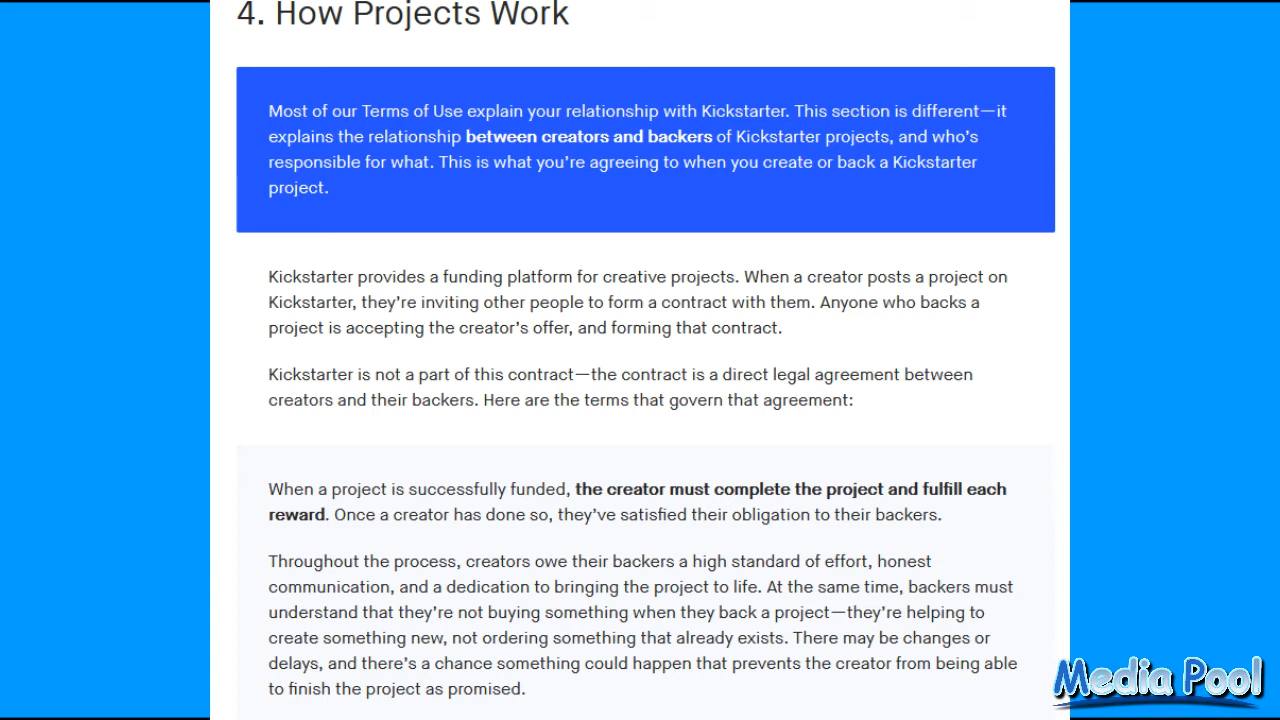 4. How Projects Work
Most of our Terms of Use explain your relationship with Kickstarter. This section is different—it
explains the relationship between creators and backers of Kickstarter projects, and who’s
responsible for what. This is what you’re agreeing to when you create or back a Kickstarter
project.
Kickstarter provides a funding platform for creative projects. When a creator posts a project on
Kickstarter, they’re inviting other people to form a contract with them. Anyone who backs a
project is accepting the creator’s offer, and forming that contract.
Kickstarter is not a part of this contract—the contract is a direct legal agreement between
creators and their backers. Here are the terms that govern that agreement:
When a project is successfully funded, the creator must complete the project and fulfill each
reward. Once a creator has done so, they’ve satisfied their obligation to their backers.
Throughout the process, creators owe their backers a high standard of effort, honest
communication, and a dedication to bringing the project to life. At the same time, backers must
understand that they’re not buying something when they back a project—they’re helping to
create something new, not ordering something that already exists. There may be changes or
delays, and there’s a chance something could happen that prevents the creator from being able
to finish the project as promised.
Media Pool